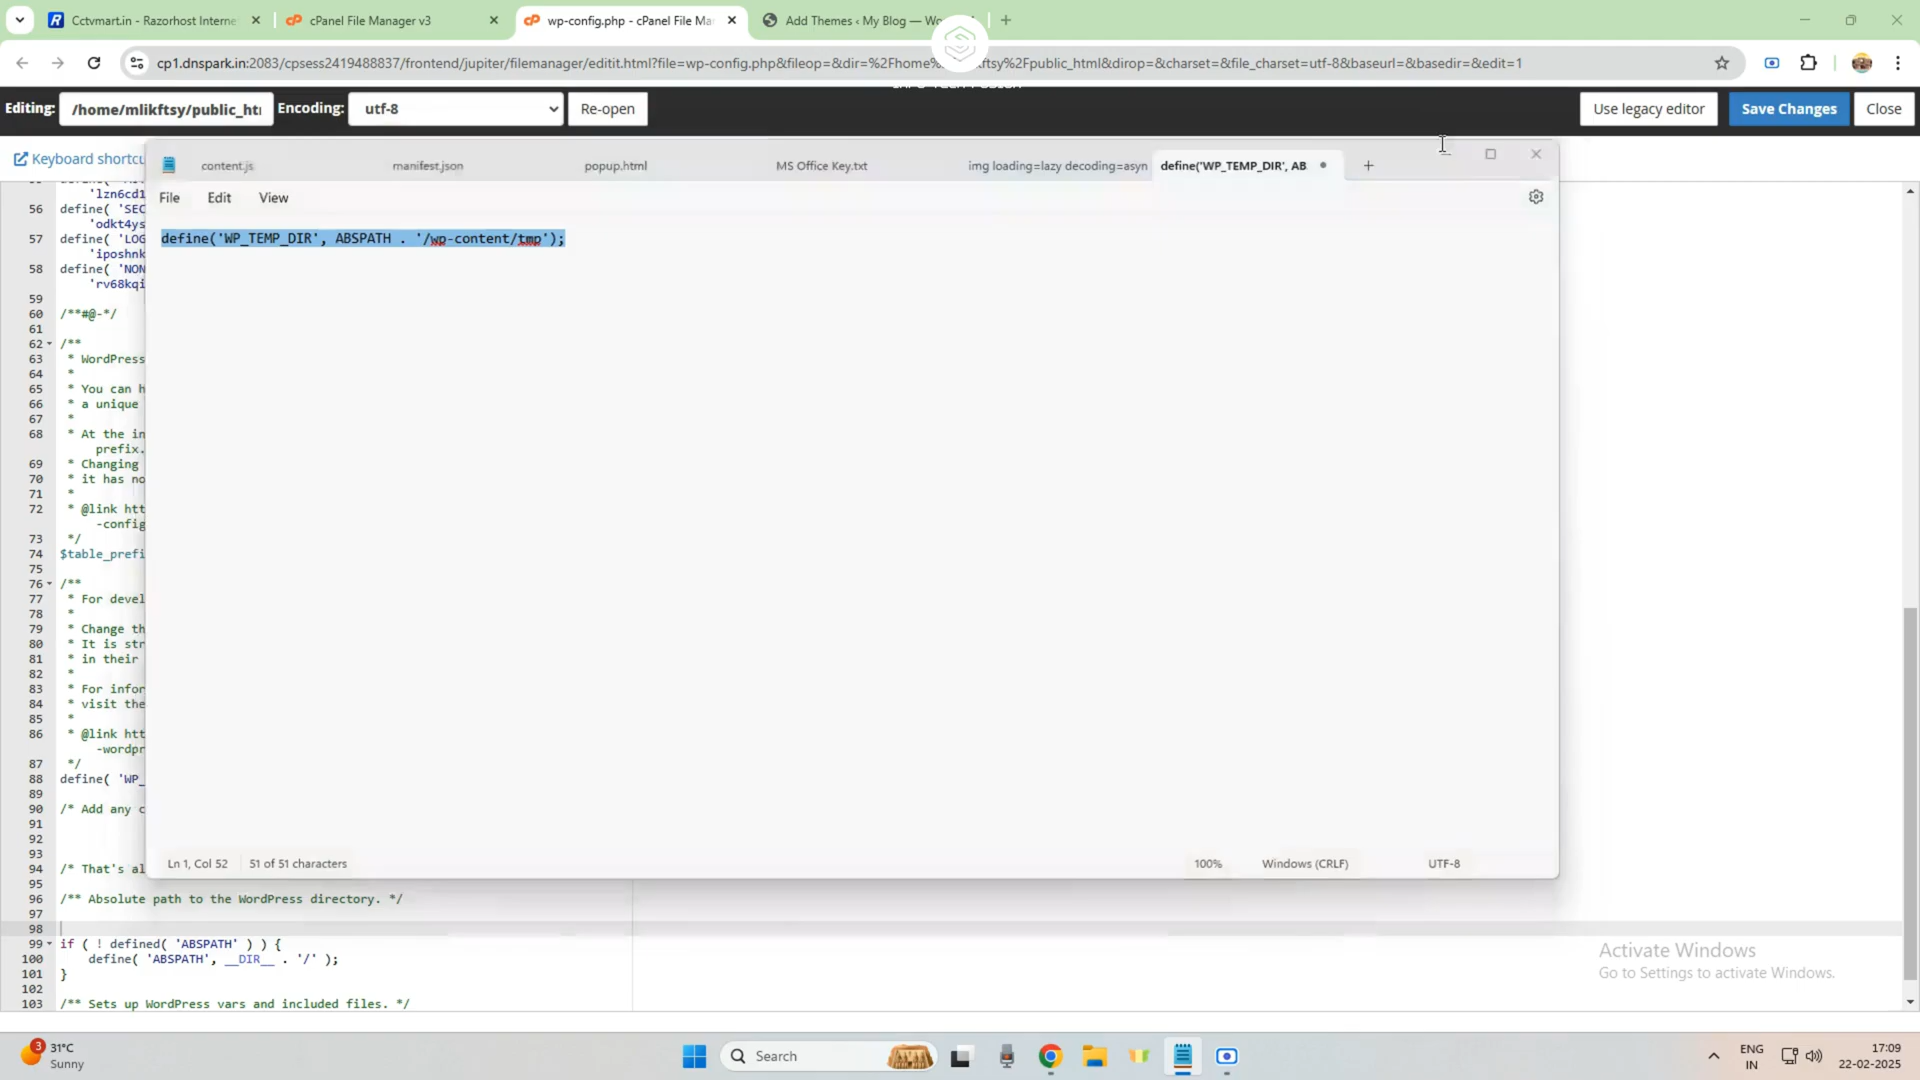 Cctvmart.in - Razorhost Interne
cPanel File Manager v3
wp-config.php - cPanel File Ma
Add Themes ‹ My Blog — Wo
cp1.dnspark.in:2083/cpsess2419488837/frontend/jupiter/filemanager/editit.html?file=wp-config.php&fileop=&dir=%2Fhome% ftsy%2Fpublic_html&dirop=&charset=&file_charset=utf-8&baseurl=&basedir=&edit=1
Editing: /home/mlikftsy/public_ht Encoding: utf-8 Re-open Use legacy editor Save Changes Close
Keyboard shortcu
content.js manifest.json popup.html MS Office Key.txt img loading=lazy decoding=asyn define('WP_TEMP_DIR', AB
File Edit View
define('WP_TEMP_DIR', ABSPATH . '/wp-content/tmp');
'lzn6cd1
56 define( 'SEC
'odkt4ys
57 define( 'LOG
'iposhnk
58 define( 'NON
'rv68kqi
59
60 /**#@-*/
61
62 /**
63 * WordPress
64 *
65 * You can h
66 * a unique
67 *
68 * At the in
prefix.
69 * Changing
70 * it has no
71 *
72 * @link htt
-config
73 */
74 $table_prefi
75
76 /**
77 * For devel
78 *
79 * Change th
80 * It is str
81 * in their
82 *
83 * For infor
84 * visit the
85 *
86 * @link htt
-wordpr
87 */
88 define( 'WP_
89
90 /* Add any c
91
92
93
94 /* That's al
95
96 /** Absolute path to the WordPress directory. */
97
98
99 if ( ! defined( 'ABSPATH' ) ) {
100 define( 'ABSPATH', __DIR__ . '/' );
101 }
102
103 /** Sets up WordPress vars and included files. */
Ln 1, Col 52 51 of 51 characters 100% Windows (CRLF) UTF-8
Activate Windows
Go to Settings to activate Windows.
3 31°C
Sunny
Search
ENG
IN
17:09
22-02-2025